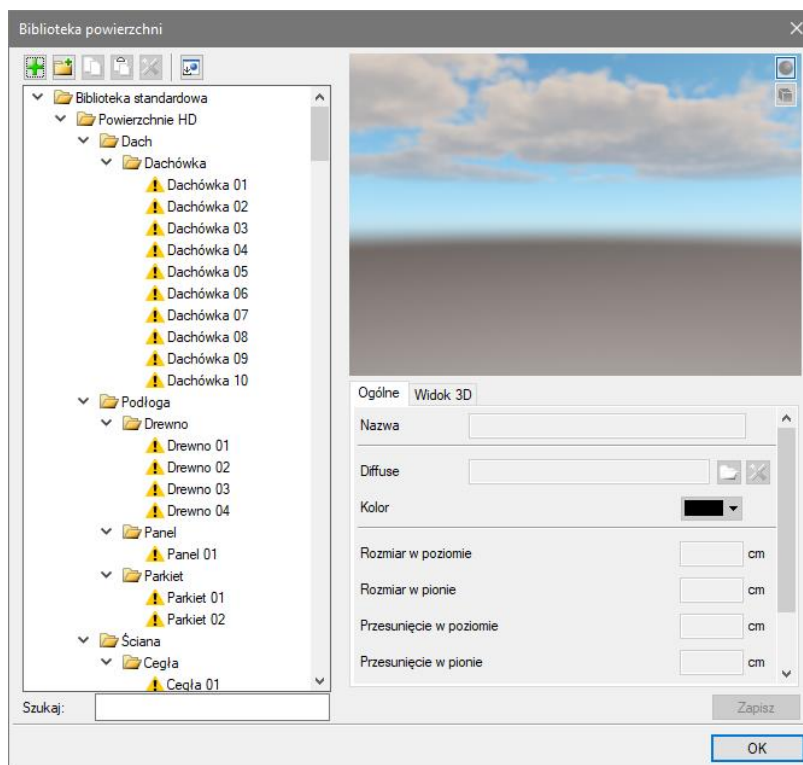 Biblioteka powierzchni
Biblioteka standardowa
Powierzchnie HD
Dach
Dachówka
Dachówka 01
Dachówka 02
Dachówka 03
Dachówka 04
Dachówka 05
Dachówka 06
Dachówka 07
Dachówka 08
Dachówka 09
Dachówka 10
Podłoga
Drewno
Drewno 01
Drewno 02
Drewno 03
Drewno 04
Panel
Panel 01
Parkiet
Parkiet 01
Parkiet 02
Ściana
Cegła
Cegła 01
Szukaj:
Ogólne Widok 3D
Nazwa
Diffuse
Kolor
Rozmiar w poziomie cm
Rozmiar w pionie cm
Przesunięcie w poziomie cm
Przesunięcie w pionie cm
Zapisz
OK